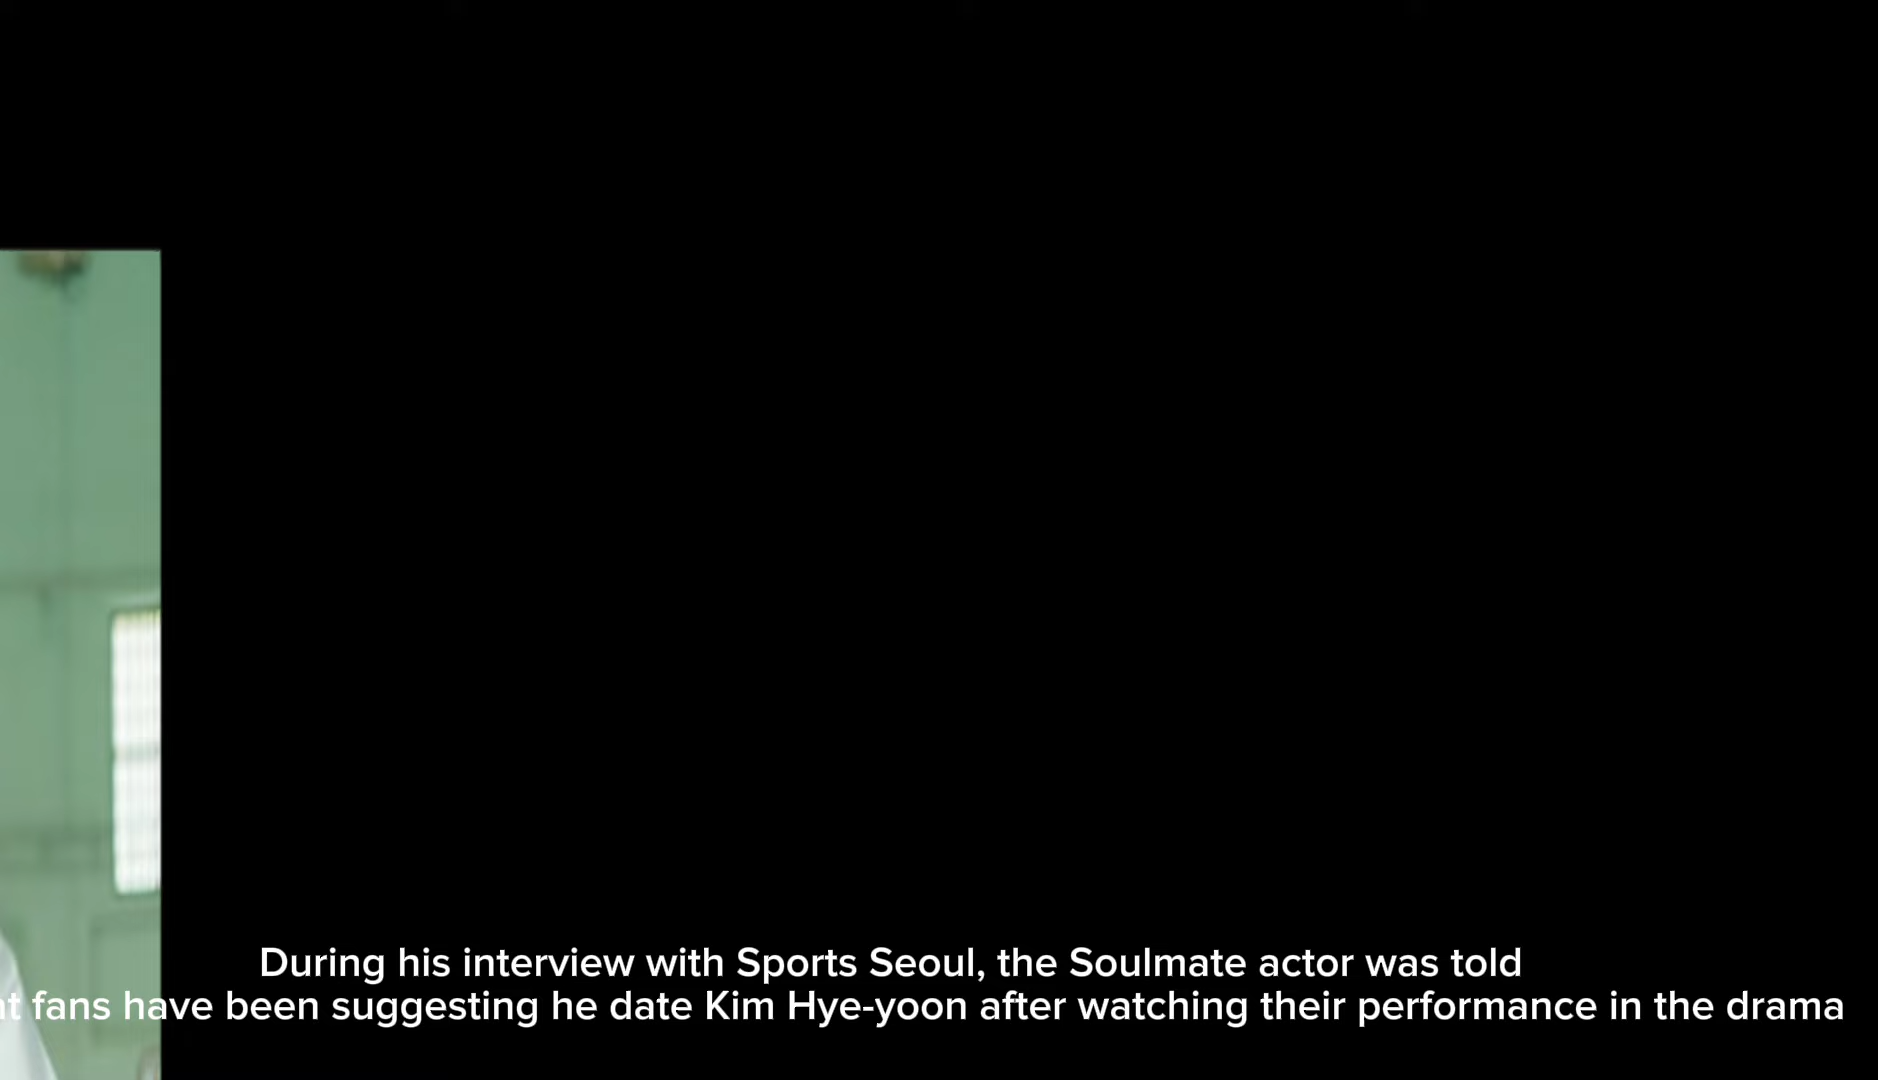 During his interview with Sports Seoul, the Soulmate actor was told
fans have been suggesting he date Kim Hye-yoon after watching their performance in the drama